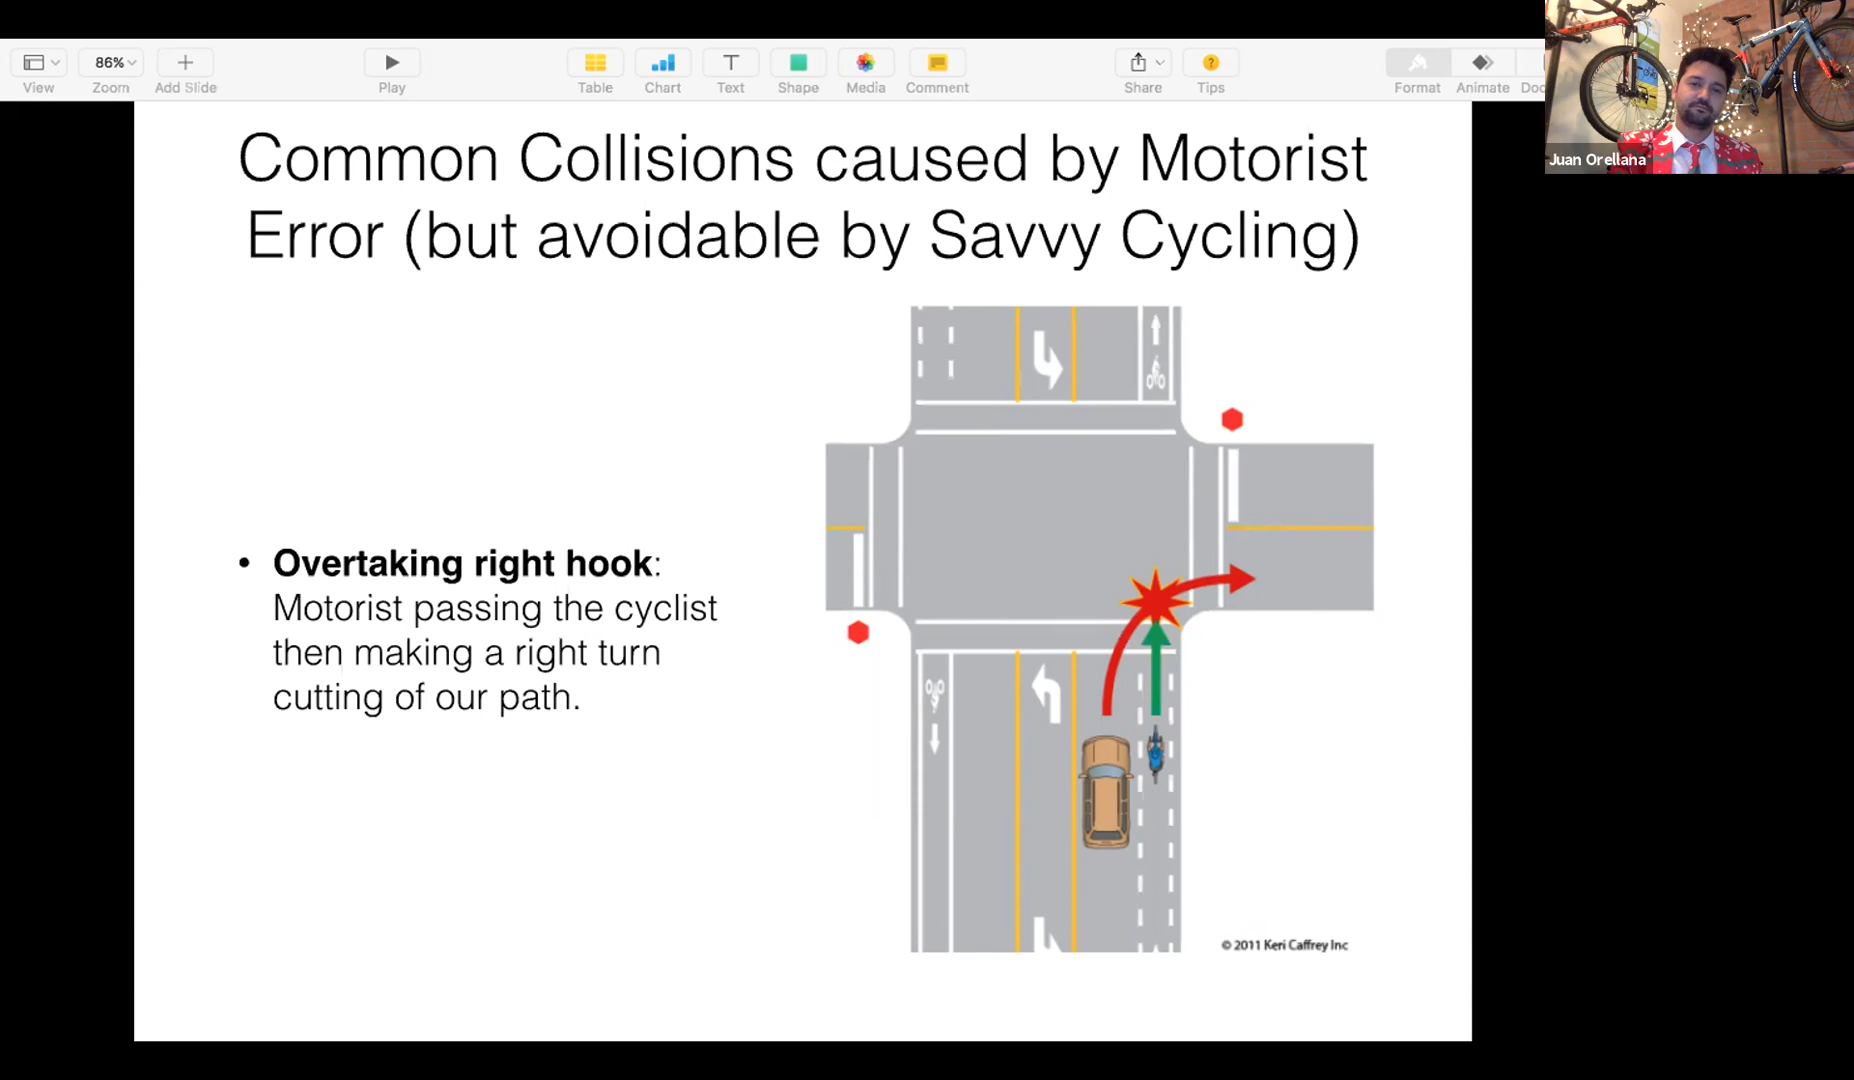 86%
View
Zoom
Add Slide
Play
Table
Chart
Text
Shape
Media
Comment
Share
Tips
Format
Animate
Juan Orellana
Common Collisions caused by Motorist
Error (but avoidable by Savvy Cycling)
• Overtaking right hook:
Motorist passing the cyclist
then making a right turn
cutting of our path.
© 2011 Keri Caffrey Inc